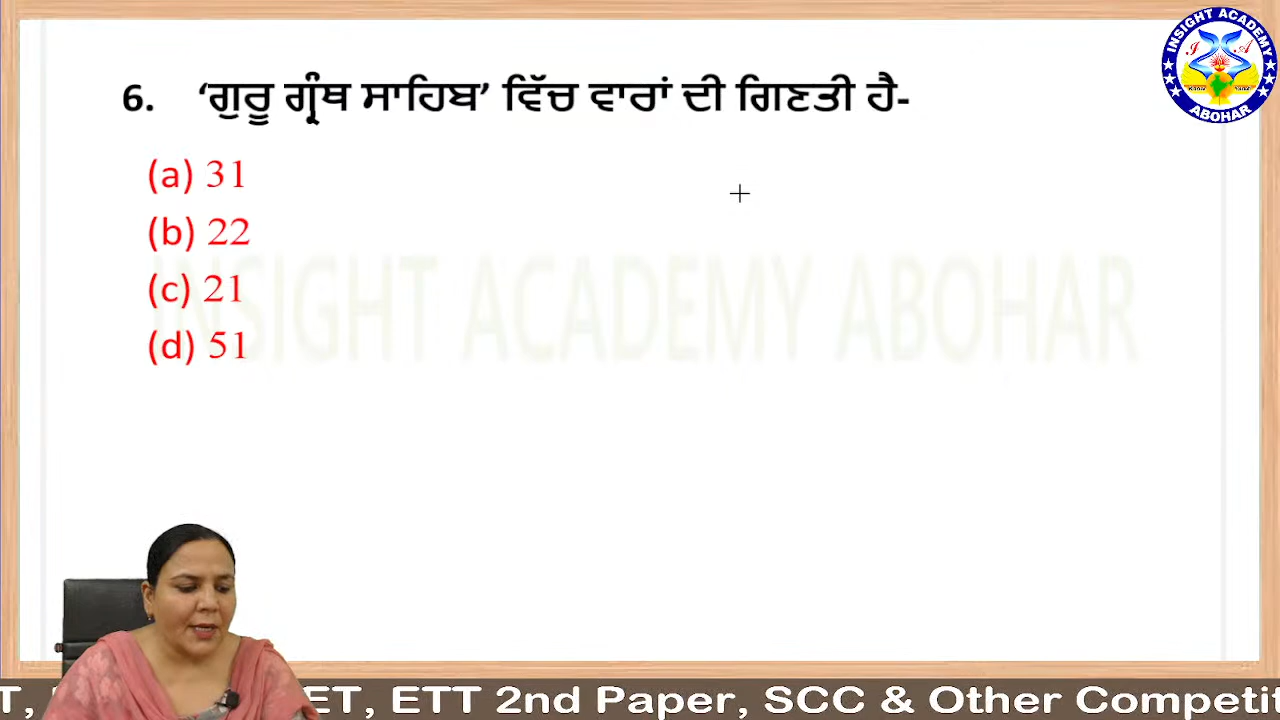 INSIGHT ACADEMY
I A
ABOHAR
6. ‘ਗੁਰੂ ਗ੍ਰੰਥ ਸਾਹਿਬ’ ਵਿੱਚ ਵਾਰਾਂ ਦੀ ਗਿਣਤੀ ਹੈ-
(a) 31
(b) 22
(c) 21
(d) 51
INSIGHT ACADEMY ABOHAR
T, ET, ETT 2nd Paper, SCC & Other Competit